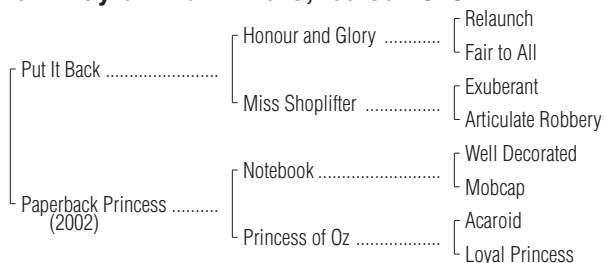 Relaunch
Honour and Glory ............
Fair to All
Put It Back .........................
Exuberant
Miss Shoplifter ................
Articulate Robbery
Well Decorated
Notebook ........................
Mobcap
Paperback Princess ..........
(2002)
Acaroid
Princess of Oz ..................
Loyal Princess